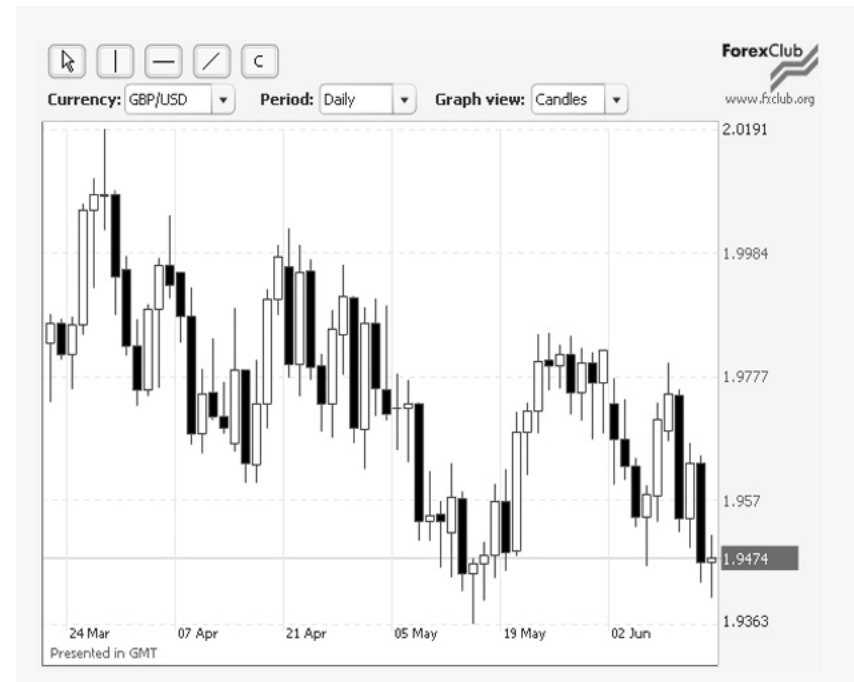 C
ForexClub
Currency: GBP/USD Period: Daily Graph view: Candles
www.fxclub.org
2.0191
1.9984
1.9777
1.957
1.9474
1.9363
24 Mar 07 Apr 21 Apr 05 May 19 May 02 Jun
Presented in GMT